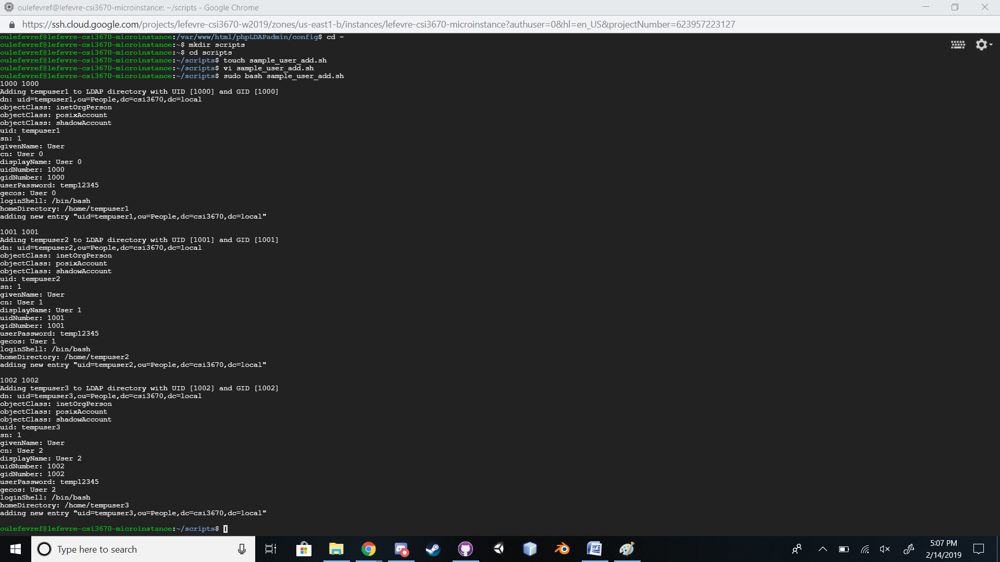 oulefevref@lefevre-csi3670-microinstance: ~/scripts - Google Chrome
https://ssh.cloud.google.com/projects/lefevre-csi3670-w2019/zones/us-east1-b/instances/lefevre-csi3670-microinstance?authuser=0&hl=en_US&projectNumber=623957223127
oulefevref@lefevre-csi3670-microinstance:/var/www/html/phpLDAPadmin/config$ cd ~
oulefevref@lefevre-csi3670-microinstance:~$ mkdir scripts
oulefevref@lefevre-csi3670-microinstance:~$ cd scripts
oulefevref@lefevre-csi3670-microinstance:~/scripts$ touch sample_user_add.sh
oulefevref@lefevre-csi3670-microinstance:~/scripts$ vi sample_user_add.sh
oulefevref@lefevre-csi3670-microinstance:~/scripts$ sudo bash sample_user_add.sh
1000 1000
Adding tempuser1 to LDAP directory with UID [1000] and GID [1000]
dn: uid=tempuser1,ou=People,dc=csi3670,dc=local
objectClass: inetOrgPerson
objectClass: posixAccount
objectClass: shadowAccount
uid: tempuser1
sn: 1
givenName: User
cn: User 0
displayName: User 0
uidNumber: 1000
gidNumber: 1000
userPassword: temp12345
gecos: User 0
loginShell: /bin/bash
homeDirectory: /home/tempuser1
adding new entry "uid=tempuser1,ou=People,dc=csi3670,dc=local"
1001 1001
Adding tempuser2 to LDAP directory with UID [1001] and GID [1001]
dn: uid=tempuser2,ou=People,dc=csi3670,dc=local
objectClass: inetOrgPerson
objectClass: posixAccount
objectClass: shadowAccount
uid: tempuser2
sn: 1
givenName: User
cn: User 1
displayName: User 1
uidNumber: 1001
gidNumber: 1001
userPassword: temp12345
gecos: User 1
loginShell: /bin/bash
homeDirectory: /home/tempuser2
adding new entry "uid=tempuser2,ou=People,dc=csi3670,dc=local"
1002 1002
Adding tempuser3 to LDAP directory with UID [1002] and GID [1002]
dn: uid=tempuser3,ou=People,dc=csi3670,dc=local
objectClass: inetOrgPerson
objectClass: posixAccount
objectClass: shadowAccount
uid: tempuser3
sn: 1
givenName: User
cn: User 2
displayName: User 2
uidNumber: 1002
gidNumber: 1002
userPassword: temp12345
gecos: User 2
loginShell: /bin/bash
homeDirectory: /home/tempuser3
adding new entry "uid=tempuser3,ou=People,dc=csi3670,dc=local"
oulefevref@lefevre-csi3670-microinstance:~/scripts$
Type here to search
5:07 PM
2/14/2019